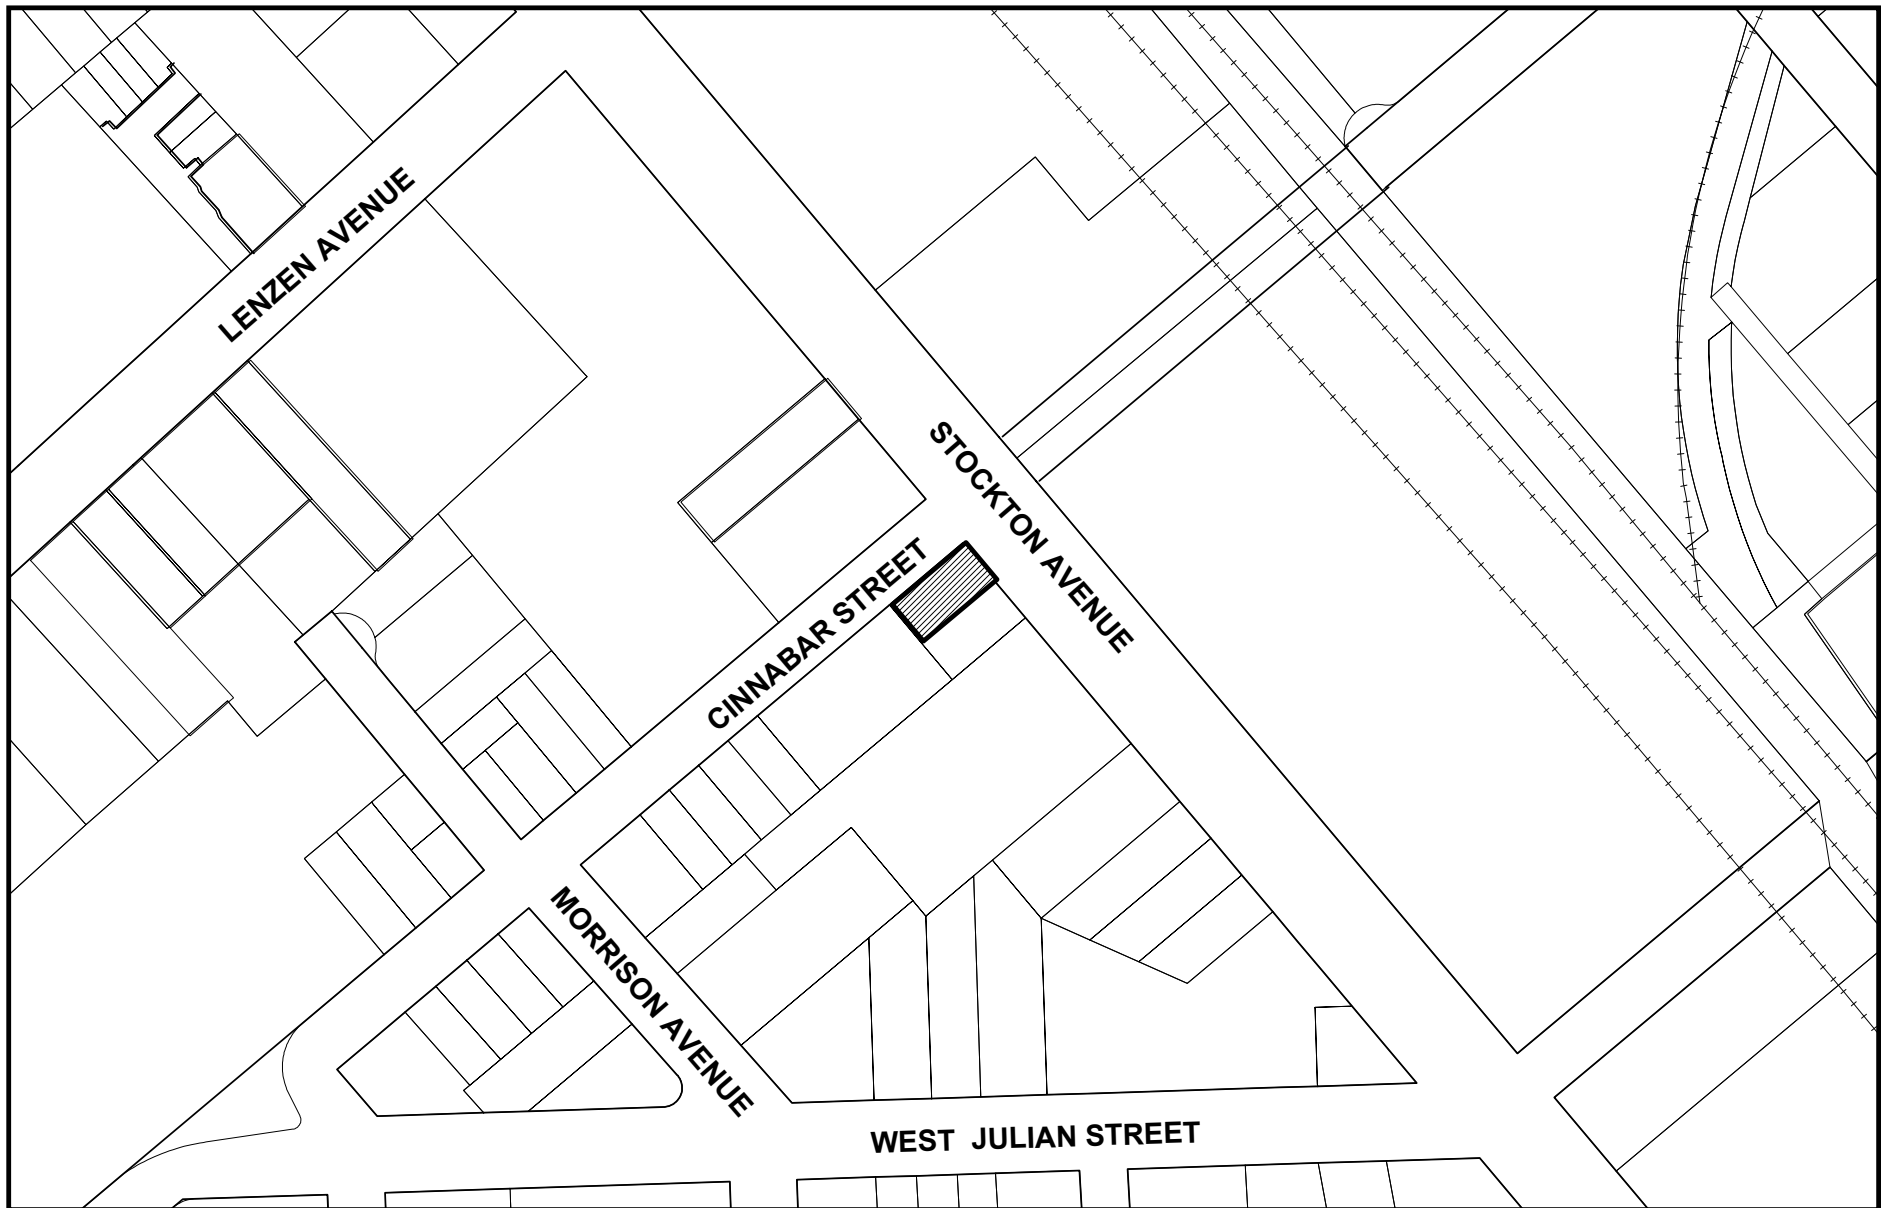 LENZEN AVENUE
STOCKTON AVENUE
CINNABAR STREET
MORRISON AVENUE
WEST JULIAN STREET